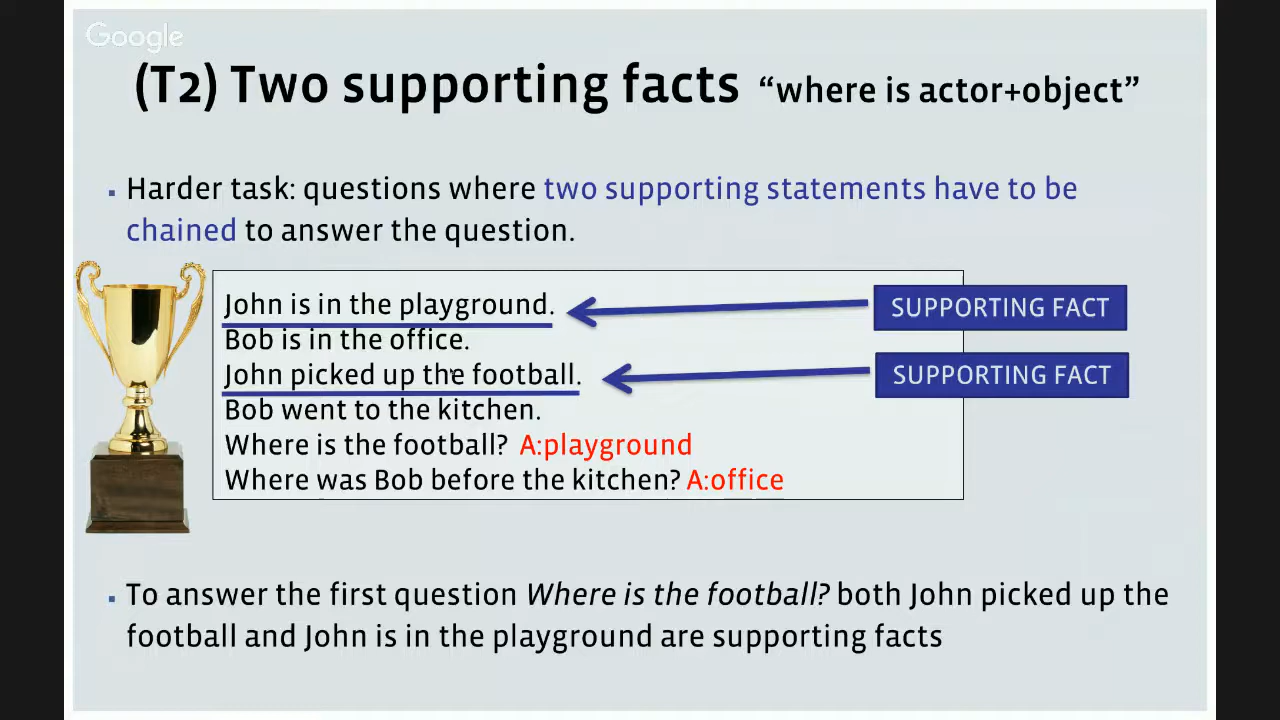 Google
(T2) Two supporting facts “where is actor+object”
▪ Harder task: questions where two supporting statements have to be
chained to answer the question.
John is in the playground.
SUPPORTING FACT
Bob is in the office.
John picked up the football.
SUPPORTING FACT
Bob went to the kitchen.
Where is the football? A:playground
Where was Bob before the kitchen? A:office
▪ To answer the first question Where is the football? both John picked up the
football and John is in the playground are supporting facts